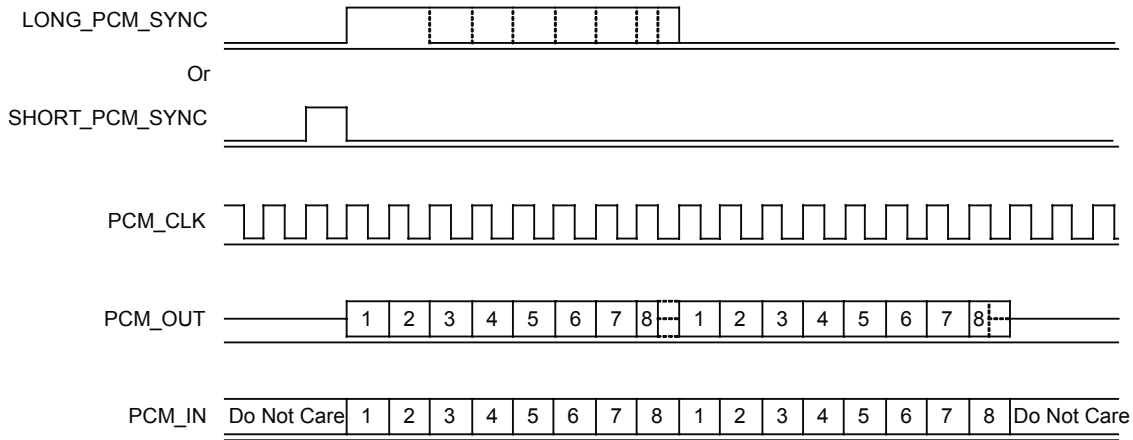 LONG_PCM_SYNC
Or
SHORT_PCM_SYNC
PCM_CLK
PCM_OUT 1 2 3 4 5 6 7 8 1 2 3 4 5 6 7 8
PCM_IN Do Not Care 1 2 3 4 5 6 7 8 1 2 3 4 5 6 7 8 Do Not Care